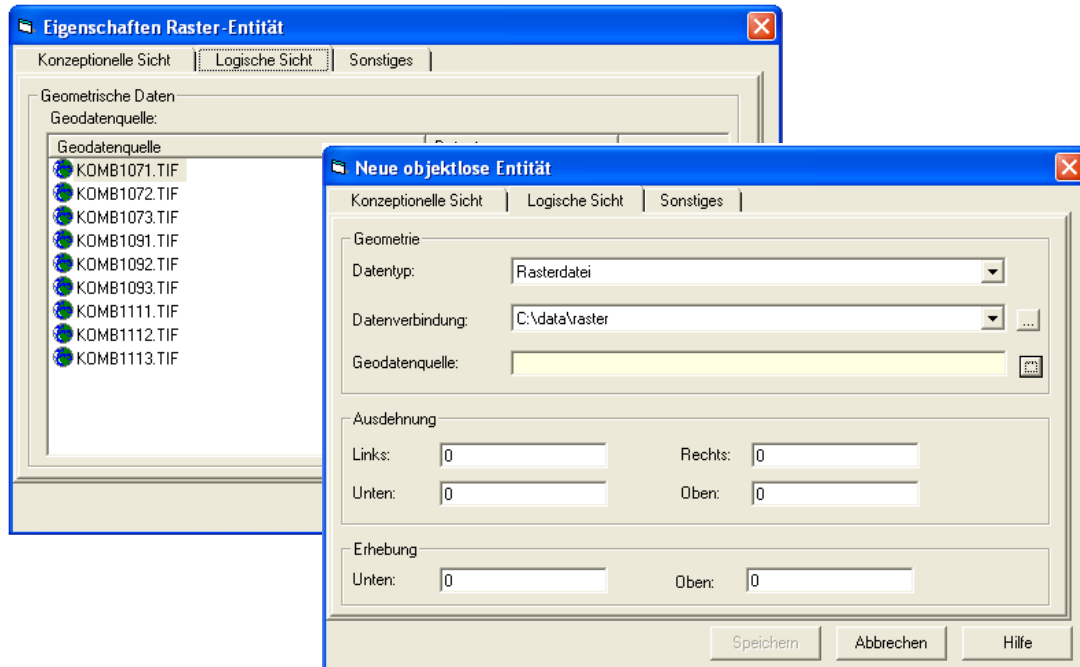 Eigenschaften Raster-Entität
Konzeptionelle Sicht Logische Sicht Sonstiges
Geometrische Daten
Geodatenquelle:
Geodatenquelle
KOMB1071.TIF
KOMB1072.TIF
KOMB1073.TIF
KOMB1091.TIF
KOMB1092.TIF
KOMB1093.TIF
KOMB1111.TIF
KOMB1112.TIF
KOMB1113.TIF
Neue objektlose Entität
Konzeptionelle Sicht Logische Sicht Sonstiges
Geometrie
Datentyp: Rasterdatei
Datenverbindung: C:\data\raster ...
Geodatenquelle:
Ausdehnung
Links: 0 Rechts: 0
Unten: 0 Oben: 0
Erhebung
Unten: 0 Oben: 0
Speichern Abbrechen Hilfe